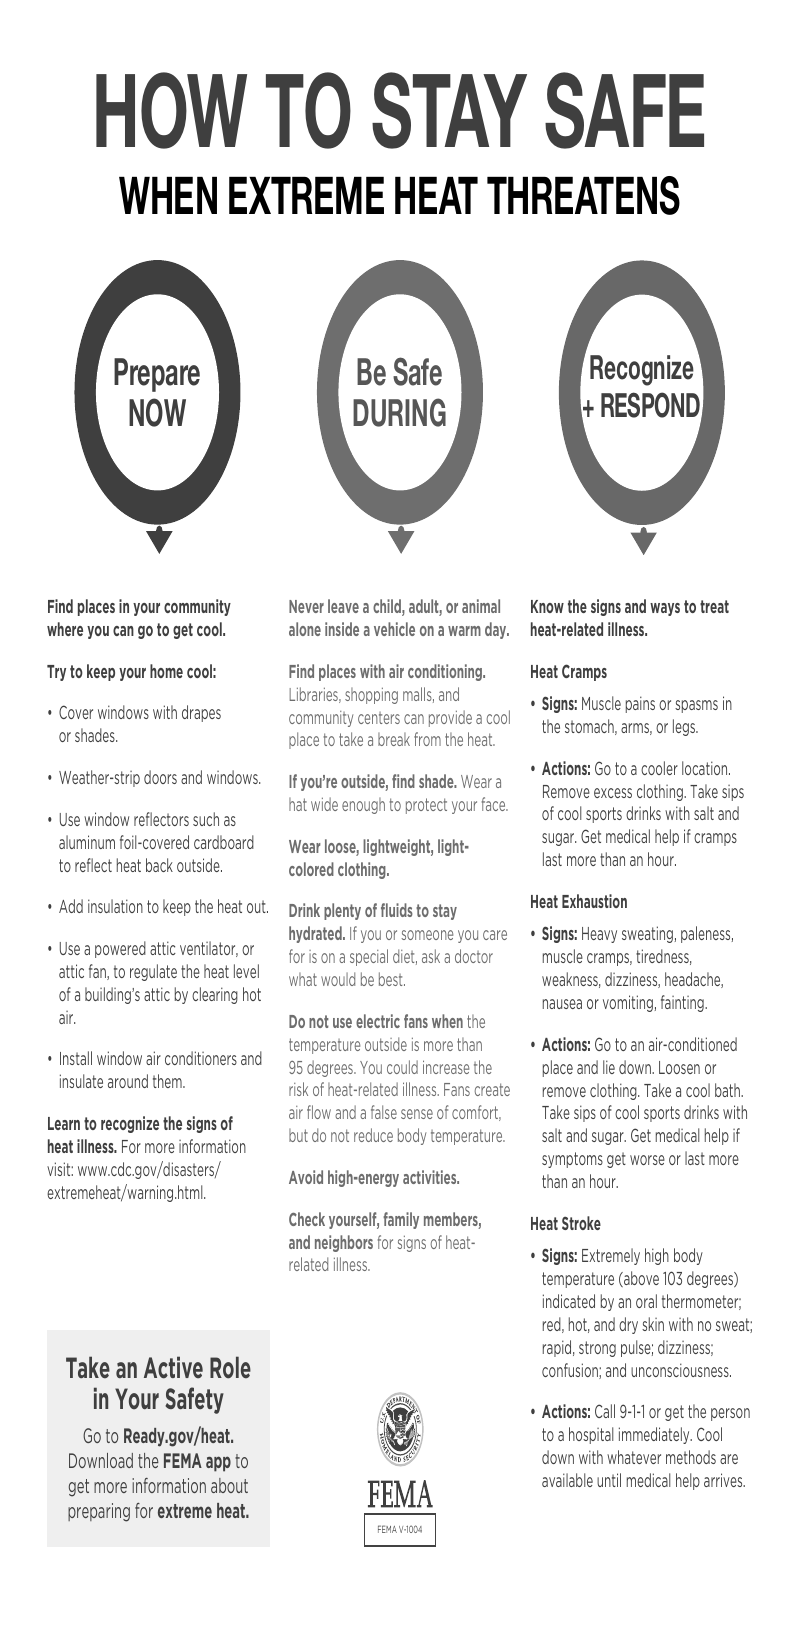 HOW TO STAY SAFE
WHEN EXTREME HEAT THREATENS
Prepare
NOW
Be Safe
DURING
Recognize
+ RESPOND
Find places in your community
where you can go to get cool.
Try to keep your home cool:
• Cover windows with drapes
or shades.
• Weather-strip doors and windows.
• Use window reflectors such as
aluminum foil-covered cardboard
to reflect heat back outside.
• Add insulation to keep the heat out.
• Use a powered attic ventilator, or
attic fan, to regulate the heat level
of a building's attic by clearing hot
air.
• Install window air conditioners and
insulate around them.
Learn to recognize the signs of
heat illness. For more information
visit: www.cdc.gov/disasters/
extremeheat/warning.html.
Take an Active Role
in Your Safety
Go to Ready.gov/heat.
Download the FEMA app to
get more information about
preparing for extreme heat.
Never leave a child, adult, or animal
alone inside a vehicle on a warm day.
Find places with air conditioning.
Libraries, shopping malls, and
community centers can provide a cool
place to take a break from the heat.
If you're outside, find shade. Wear a
hat wide enough to protect your face.
Wear loose, lightweight, light-
colored clothing.
Drink plenty of fluids to stay
hydrated. If you or someone you care
for is on a special diet, ask a doctor
what would be best.
Do not use electric fans when the
temperature outside is more than
95 degrees. You could increase the
risk of heat-related illness. Fans create
air flow and a false sense of comfort,
but do not reduce body temperature.
Avoid high-energy activities.
Check yourself, family members,
and neighbors for signs of heat-
related illness.
U.S. DEPARTMENT OF
HOMELAND SECURITY
FEMA
FEMA V-1004
Know the signs and ways to treat
heat-related illness.
Heat Cramps
• Signs: Muscle pains or spasms in
the stomach, arms, or legs.
• Actions: Go to a cooler location.
Remove excess clothing. Take sips
of cool sports drinks with salt and
sugar. Get medical help if cramps
last more than an hour.
Heat Exhaustion
• Signs: Heavy sweating, paleness,
muscle cramps, tiredness,
weakness, dizziness, headache,
nausea or vomiting, fainting.
• Actions: Go to an air-conditioned
place and lie down. Loosen or
remove clothing. Take a cool bath.
Take sips of cool sports drinks with
salt and sugar. Get medical help if
symptoms get worse or last more
than an hour.
Heat Stroke
• Signs: Extremely high body
temperature (above 103 degrees)
indicated by an oral thermometer;
red, hot, and dry skin with no sweat;
rapid, strong pulse; dizziness;
confusion; and unconsciousness.
• Actions: Call 9-1-1 or get the person
to a hospital immediately. Cool
down with whatever methods are
available until medical help arrives.